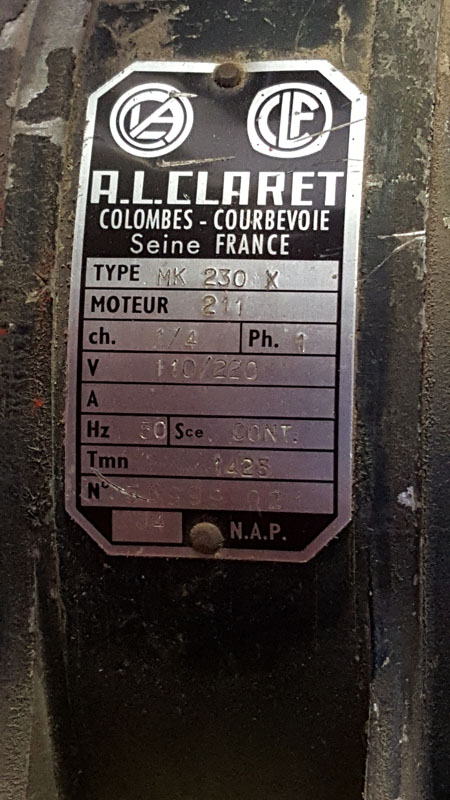 CLF
A.L.CLARET
COLOMBES - COURBEVOIE
Seine FRANCE
TYPE MK 230 X
MOTEUR 211
ch. 1/4 Ph. 1
V 110/220
A
Hz 50 Sce CONT.
Tmn 1425
N°
N.A.P.